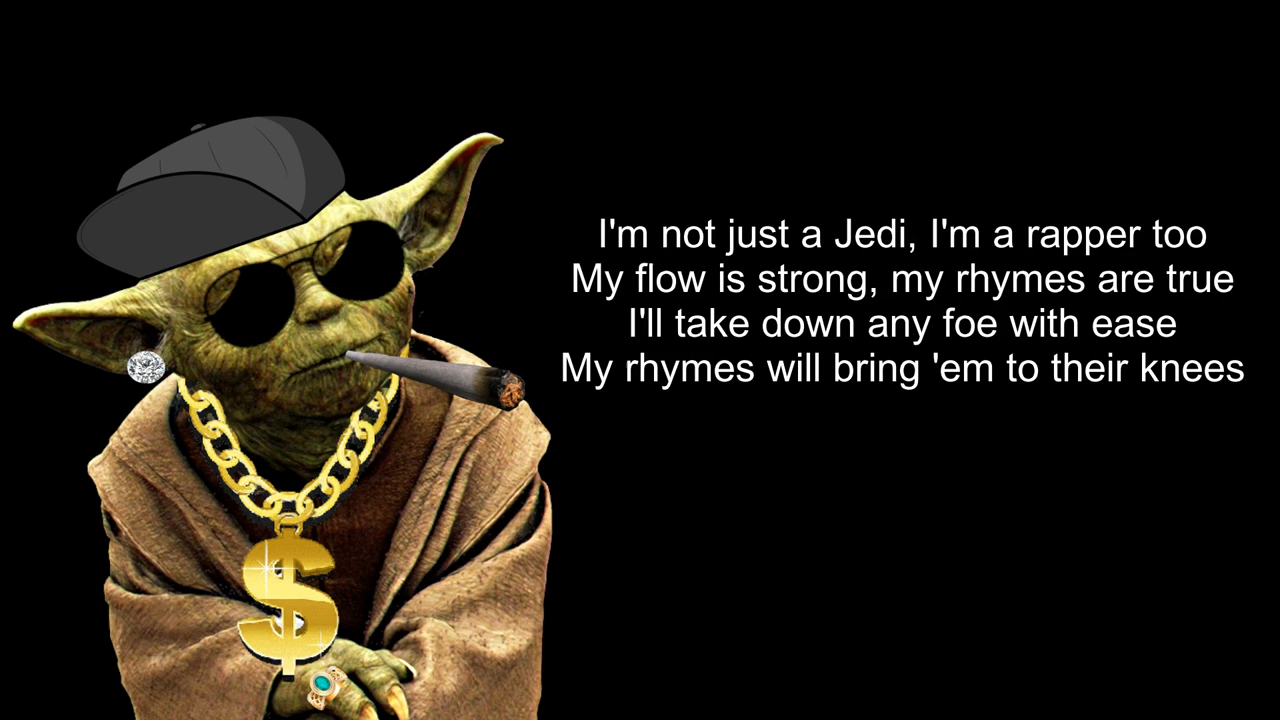 I'm not just a Jedi, I'm a rapper too
My flow is strong, my rhymes are true
I'll take down any foe with ease
My rhymes will bring 'em to their knees